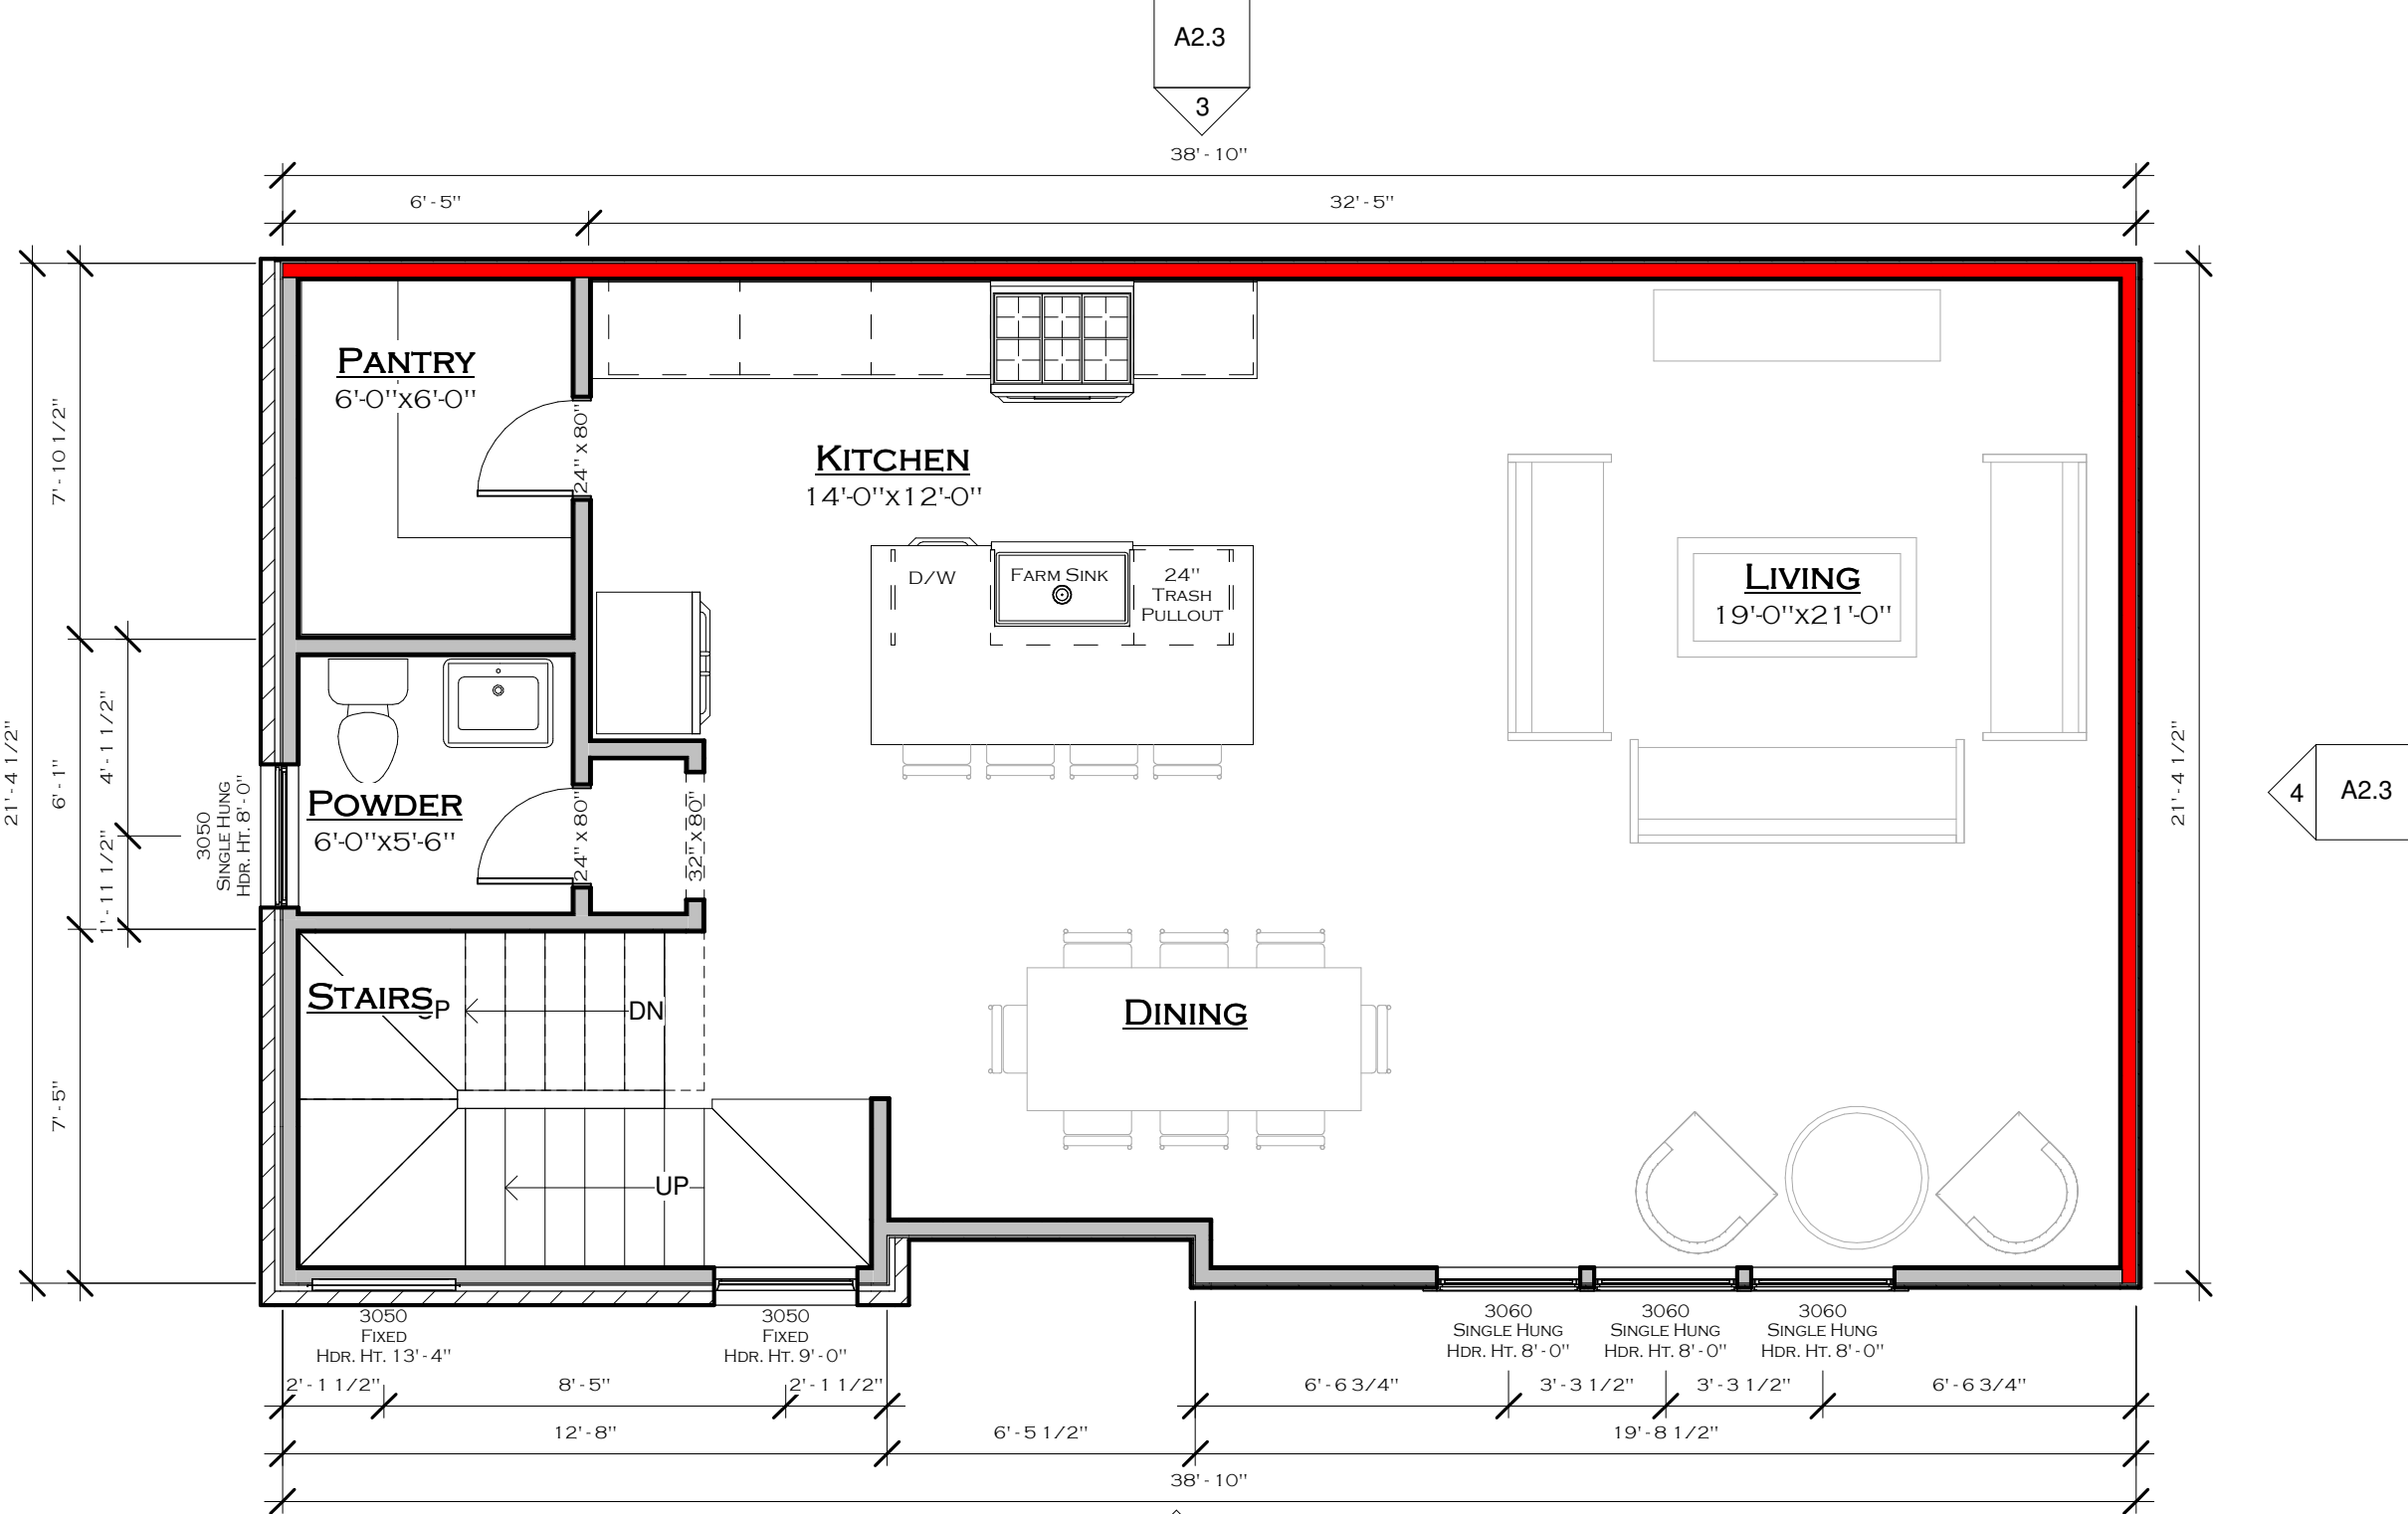 A2.3
3
38'-10"
6'-5"
32'-5"
PANTRY
6'-0"x6'-0"
24" x 80"
KITCHEN
14'-0"x12'-0"
D/W
FARM SINK
24"
TRASH
PULLOUT
LIVING
19'-0"x21'-0"
7'-10 1/2"
21'-4 1/2"
6'-1"
4'-1 1/2"
1'-11 1/2"
7'-5"
3050
SINGLE HUNG
HDR. HT. 8'-0"
POWDER
6'-0"x5'-6"
24" x 80"
32" x 80"
21'-4 1/2"
4
A2.3
STAIRS
DN
DINING
UP
3050
FIXED
HDR. HT. 13'-4"
3050
FIXED
HDR. HT. 9'-0"
3060
SINGLE HUNG
HDR. HT. 8'-0"
3060
SINGLE HUNG
HDR. HT. 8'-0"
3060
SINGLE HUNG
HDR. HT. 8'-0"
2'-1 1/2"
8'-5"
2'-1 1/2"
6'-6 3/4"
3'-3 1/2"
3'-3 1/2"
6'-6 3/4"
12'-8"
6'-5 1/2"
19'-8 1/2"
38'-10"